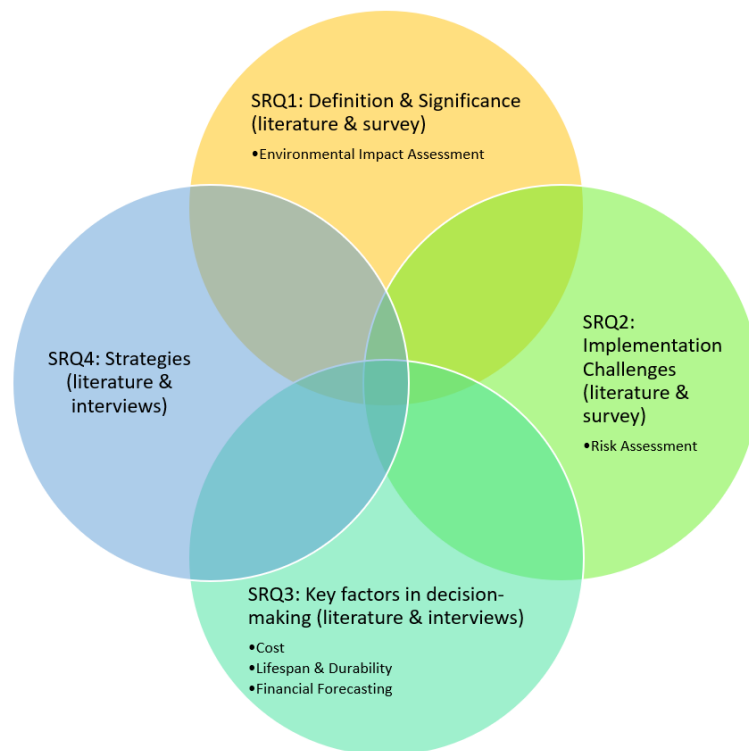 SRQ1: Definition & Significance
(literature & survey)
•Environmental Impact Assessment
SRQ2:
Implementation
Challenges
(literature &
survey)
•Risk Assessment
SRQ4: Strategies
(literature &
interviews)
SRQ3: Key factors in decision-
making (literature & interviews)
•Cost
•Lifespan & Durability
•Financial Forecasting